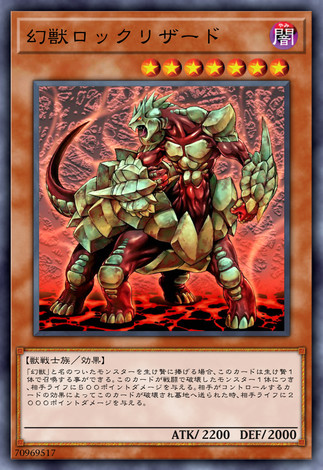 幻獣ロックリザード
闇
やみ
【獣戦士族／効果】
「幻獣」と名のついたモンスターを生け贄に捧げる場合、このカードは生け贄１
体で召喚する事ができる。このカードが戦闘で破壊したモンスター１体につき、
相手ライフに５００ポイントダメージを与える。相手がコントロールするカ
ードの効果によってこのカードが破壊され墓地へ送られた時、相手ライフに２
０００ポイントダメージを与える。
ATK/ 2200 DEF/2000
70969517